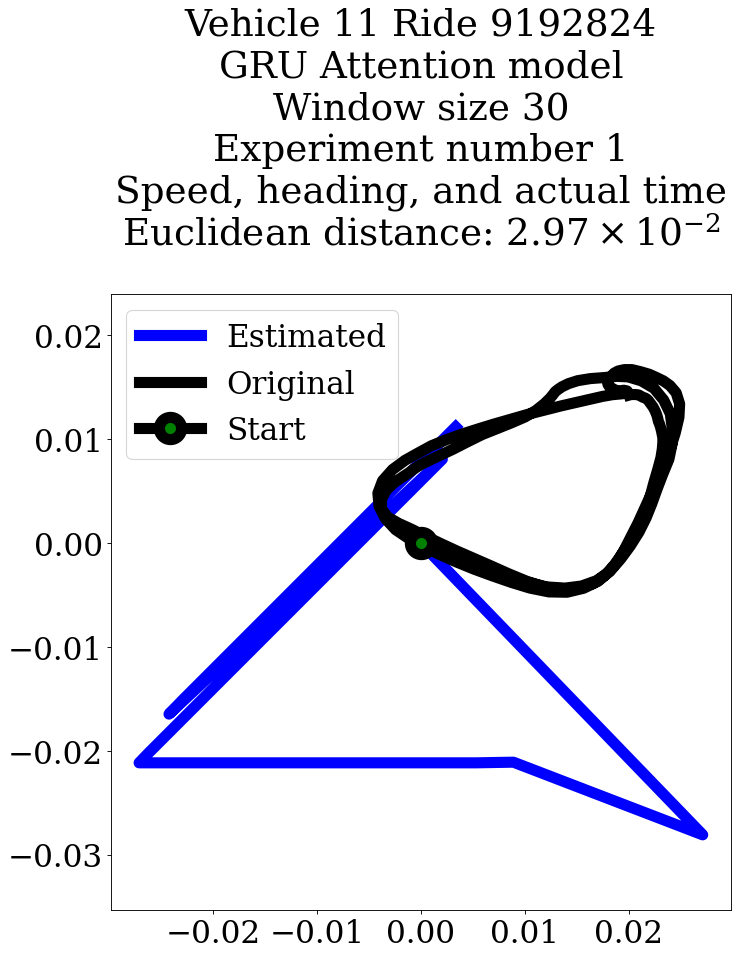 Vehicle 11 Ride 9192824
GRU Attention model
Window size 30
Experiment number 1
Speed, heading, and actual time
Euclidean distance: 2.97 × 10⁻²
Estimated
Original
Start
0.02
0.01
0.00
−0.01
−0.02
−0.03
−0.02 −0.01 0.00 0.01 0.02